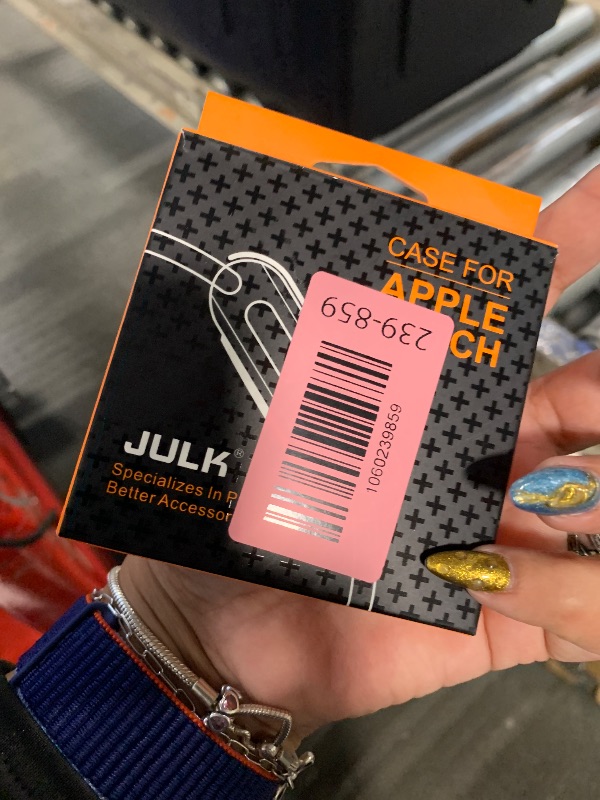 CASE FOR
APPLE
CH
239-859
1060239859
JULK®
Specializes In P
Better Accessor